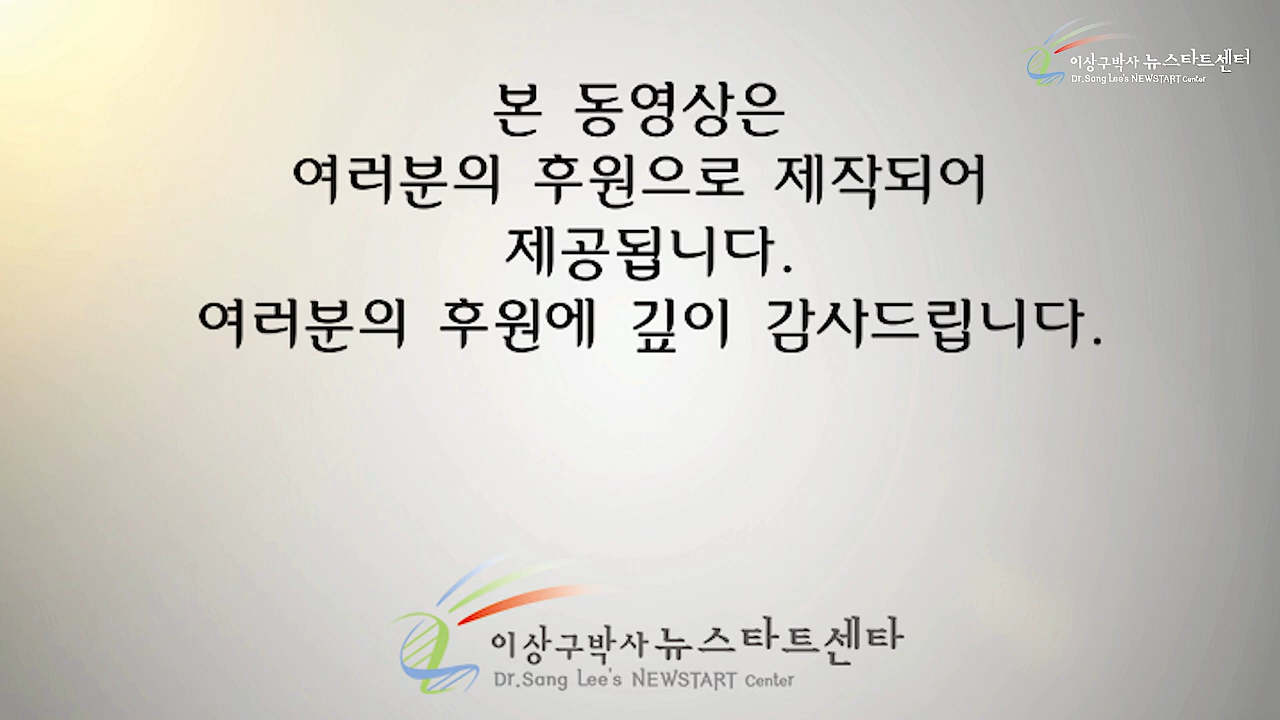 이상구박사 뉴스타트센터
Dr.Sang Lee's NEWSTART Center
본 동영상은
여러분의 후원으로 제작되어
제공됩니다.
여러분의 후원에 깊이 감사드립니다.
이상구박사 뉴스타트센타
Dr.Sang Lee's NEWSTART Center